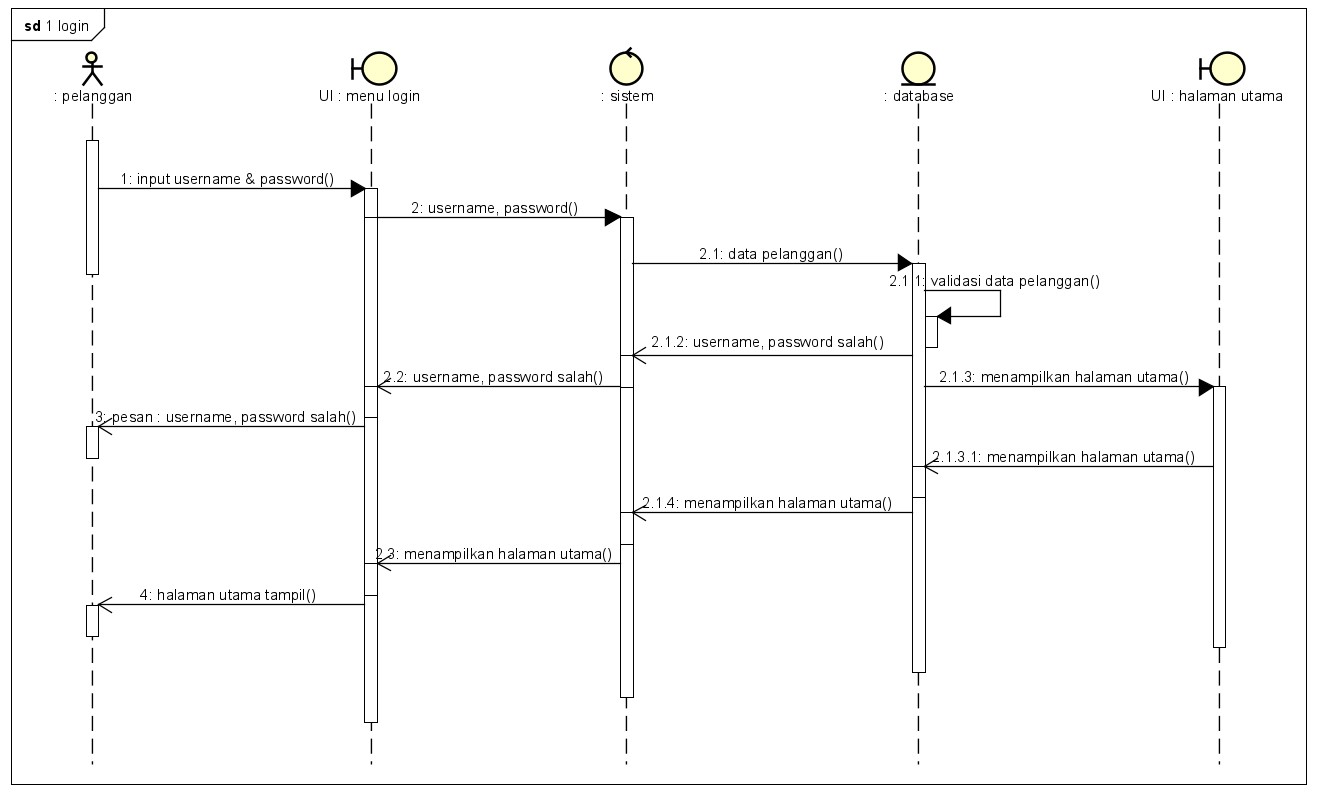 sd 1 login
: pelanggan
UI : menu login
: sistem
: database
UI : halaman utama
1: input username & password()
2: username, password()
2.1: data pelanggan()
2.1.1: validasi data pelanggan()
2.1.2: username, password salah()
2.2: username, password salah()
2.1.3: menampilkan halaman utama()
3: pesan : username, password salah()
2.1.3.1: menampilkan halaman utama()
2.1.4: menampilkan halaman utama()
2.3: menampilkan halaman utama()
4: halaman utama tampil()